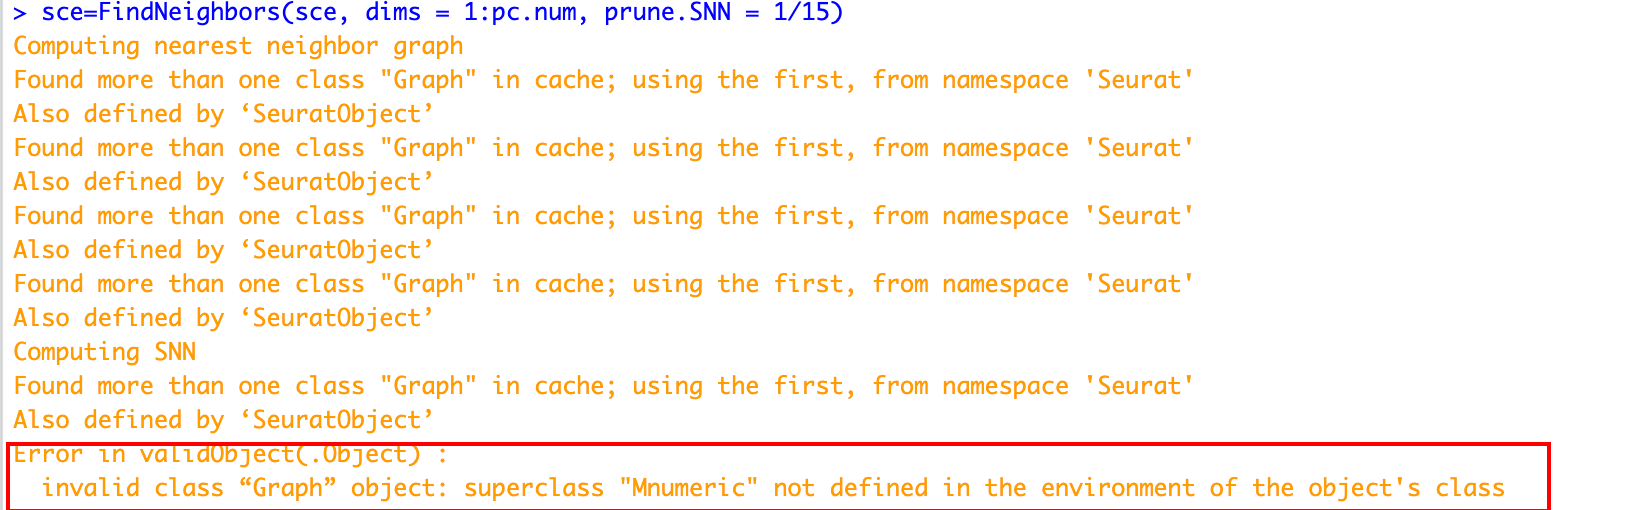 > sce=FindNeighbors(sce, dims = 1:pc.num, prune.SNN = 1/15)
Computing nearest neighbor graph
Found more than one class "Graph" in cache; using the first, from namespace 'Seurat'
Also defined by ‘SeuratObject’
Found more than one class "Graph" in cache; using the first, from namespace 'Seurat'
Also defined by ‘SeuratObject’
Found more than one class "Graph" in cache; using the first, from namespace 'Seurat'
Also defined by ‘SeuratObject’
Found more than one class "Graph" in cache; using the first, from namespace 'Seurat'
Also defined by ‘SeuratObject’
Computing SNN
Found more than one class "Graph" in cache; using the first, from namespace 'Seurat'
Also defined by ‘SeuratObject’
Error in validObject(.Object) :
  invalid class “Graph” object: superclass "Mnumeric" not defined in the environment of the object's class